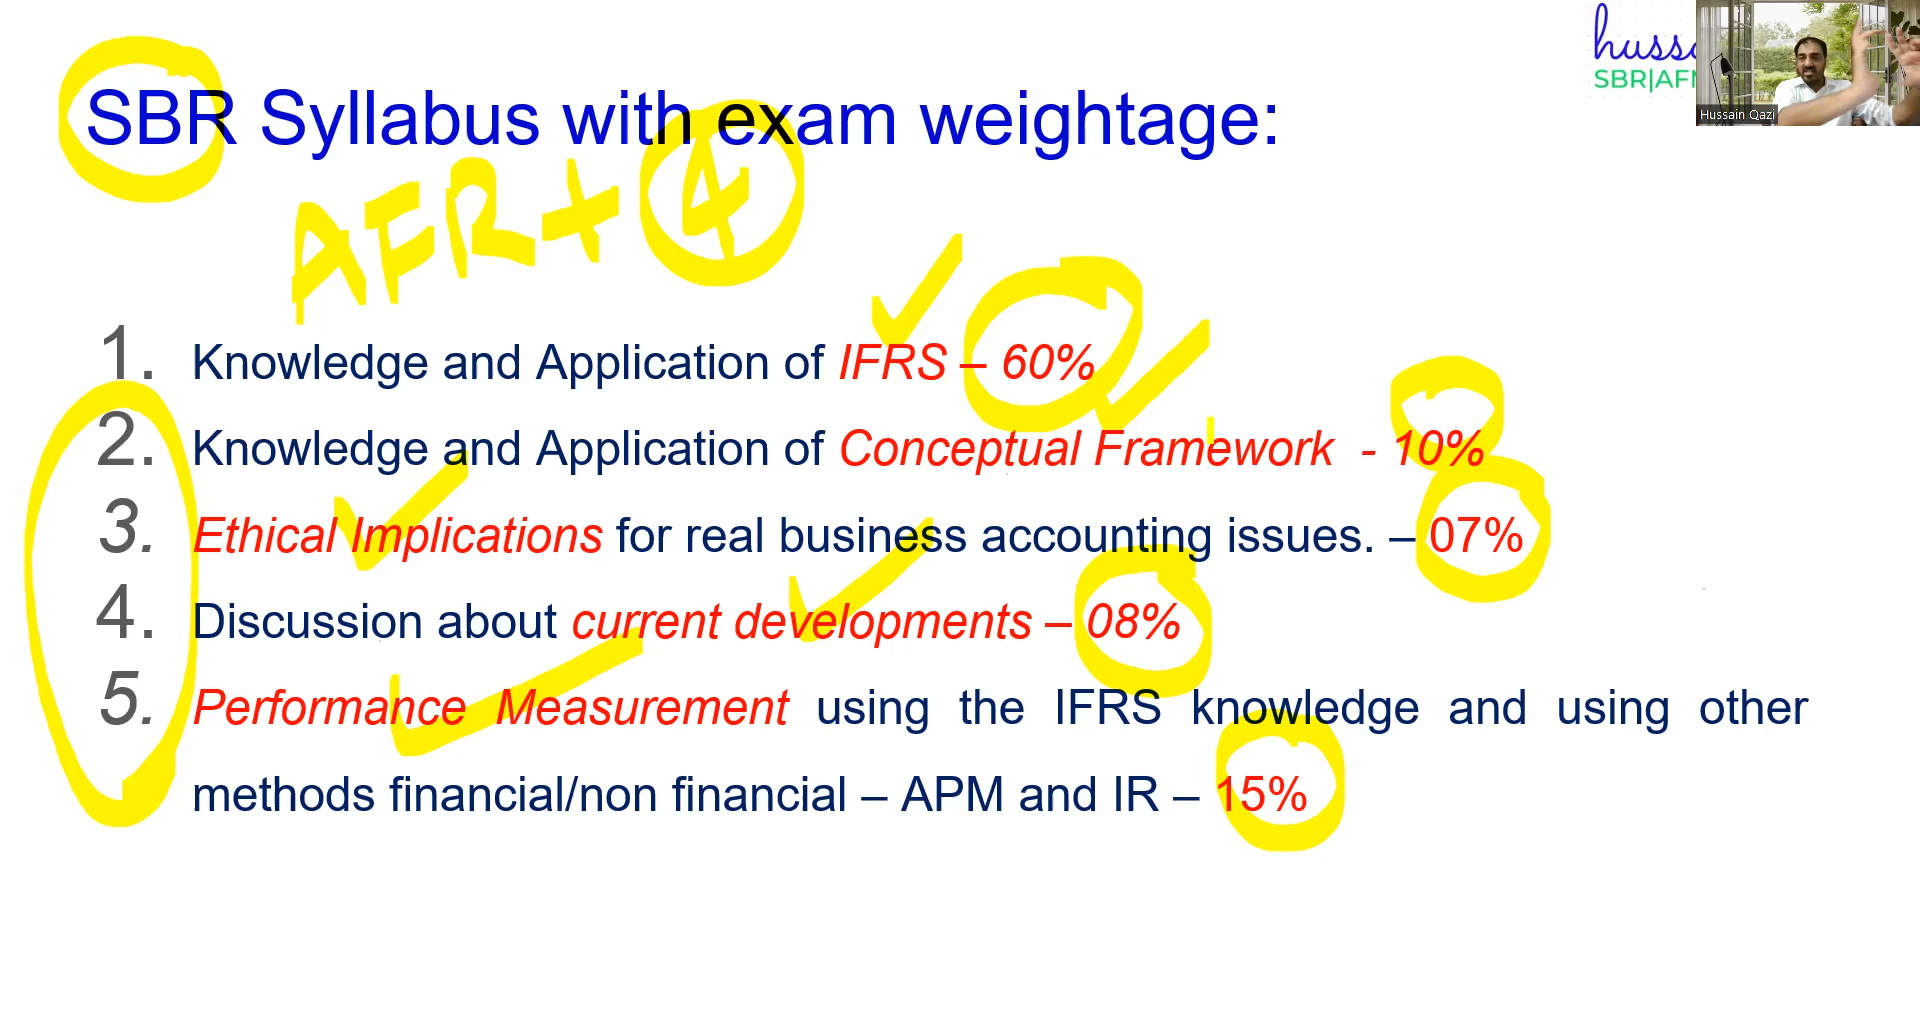 SBR Syllabus with exam weightage:
husso
SBR|AF
Hussain Qazi
AFR+ 4
1. Knowledge and Application of IFRS – 60%
2. Knowledge and Application of Conceptual Framework - 10%
3. Ethical Implications for real business accounting issues. – 07%
4. Discussion about current developments – 08%
5. Performance Measurement using the IFRS knowledge and using other
methods financial/non financial – APM and IR – 15%